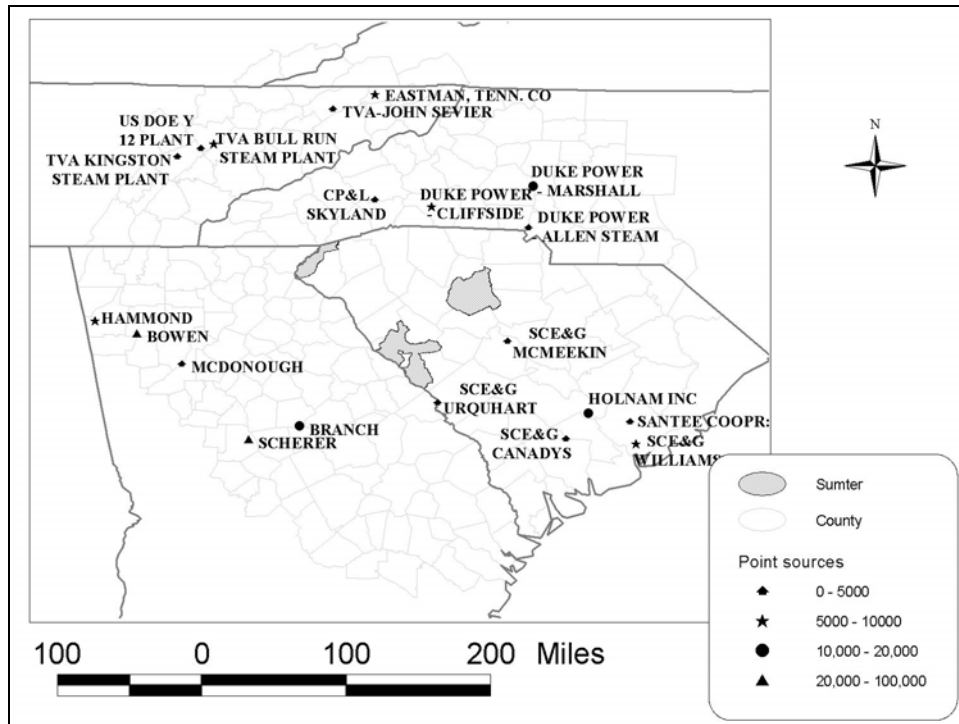 EASTMAN, TENN. CO
TVA-JOHN SEVIER
US DOE Y
12 PLANT
TVA BULL RUN
STEAM PLANT
TVA KINGSTON
STEAM PLANT
N
DUKE POWER
- MARSHALL
CP&L
SKYLAND
DUKE POWER
- CLIFFSIDE
DUKE POWER
- ALLEN STEAM
HAMMOND
BOWEN
MCDONOUGH
SCE&G
MCMEEKIN
SCE&G
URQUHART
HOLNAM INC
BRANCH
SCHERER
SANTEE COOPR:
SCE&G
CANADYS
SCE&G
WILLIAMS
Sumter
County
Point sources
0 - 5000
5000 - 10000
10,000 - 20,000
20,000 - 100,000
100 0 100 200 Miles